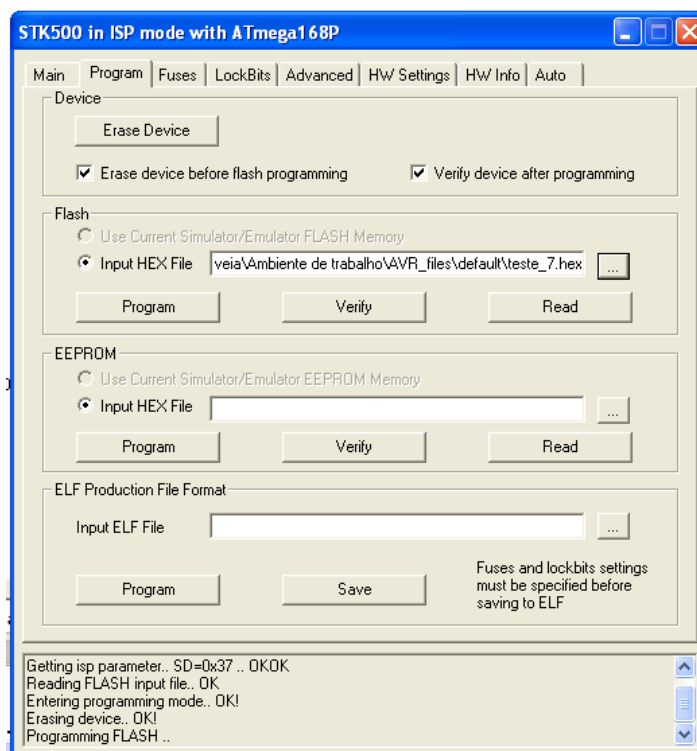 STK500 in ISP mode with ATmega168P
Main Program Fuses LockBits Advanced HW Settings HW Info Auto
Device
Erase Device
Erase device before flash programming Verify device after programming
Flash
Use Current Simulator/Emulator FLASH Memory
Input HEX File veia\Ambiente de trabalho\AVR_files\default\teste_7.hex ...
Program Verify Read
EEPROM
Use Current Simulator/Emulator EEPROM Memory
Input HEX File ...
Program Verify Read
ELF Production File Format
Input ELF File ...
Program Save
Fuses and lockbits settings
must be specified before
saving to ELF
Getting isp parameter.. SD=0x37 .. OKOK
Reading FLASH input file.. OK
Entering programming mode.. OK!
Erasing device.. OK!
Programming FLASH ..